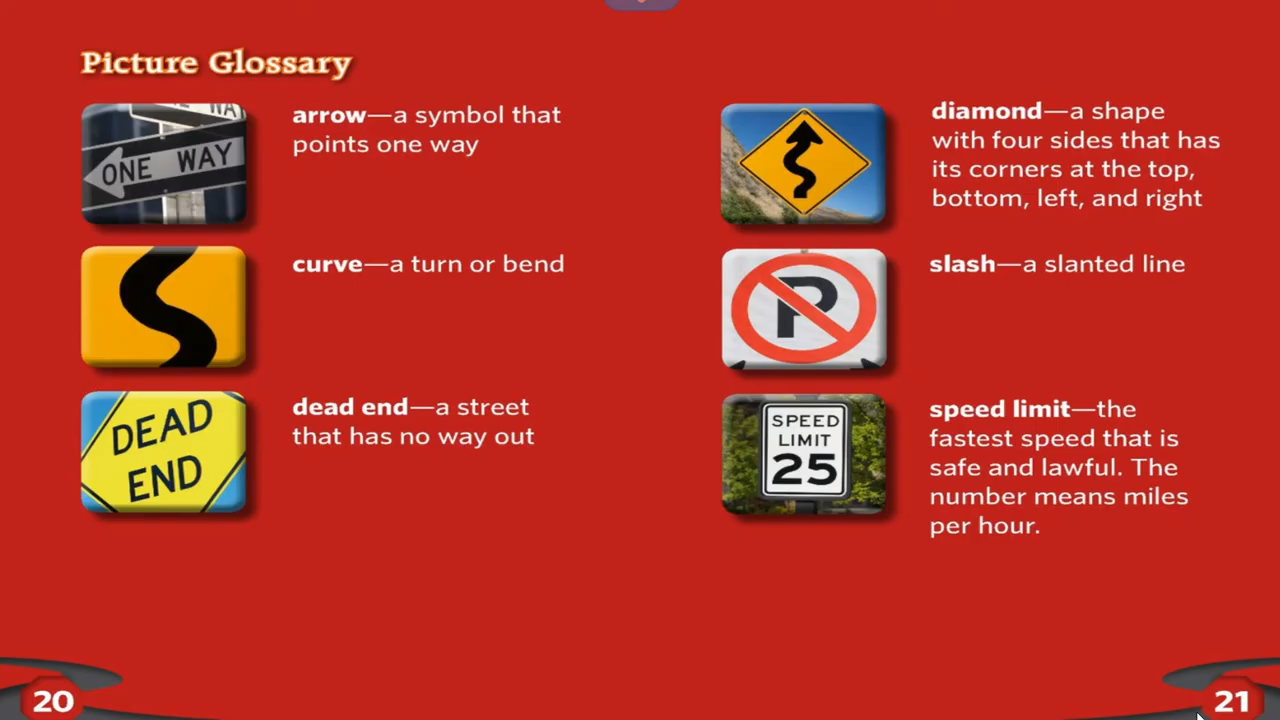 Picture Glossary
ONE WAY
arrow—a symbol that
points one way
curve—a turn or bend
DEAD
END
dead end—a street
that has no way out
diamond—a shape
with four sides that has
its corners at the top,
bottom, left, and right
P
slash—a slanted line
SPEED
LIMIT
25
speed limit—the
fastest speed that is
safe and lawful. The
number means miles
per hour.
20
21